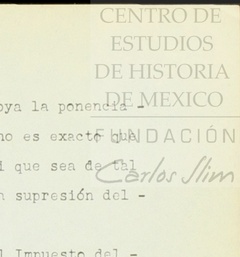 CENTRO DE
ESTUDIOS
DE HISTORIA
DE MEXICO
FUNDACIÓN
Carlos Slim
oya la ponencia -
no es exacto que
i que sea de tal
n supresión del -
l Impuesto del -